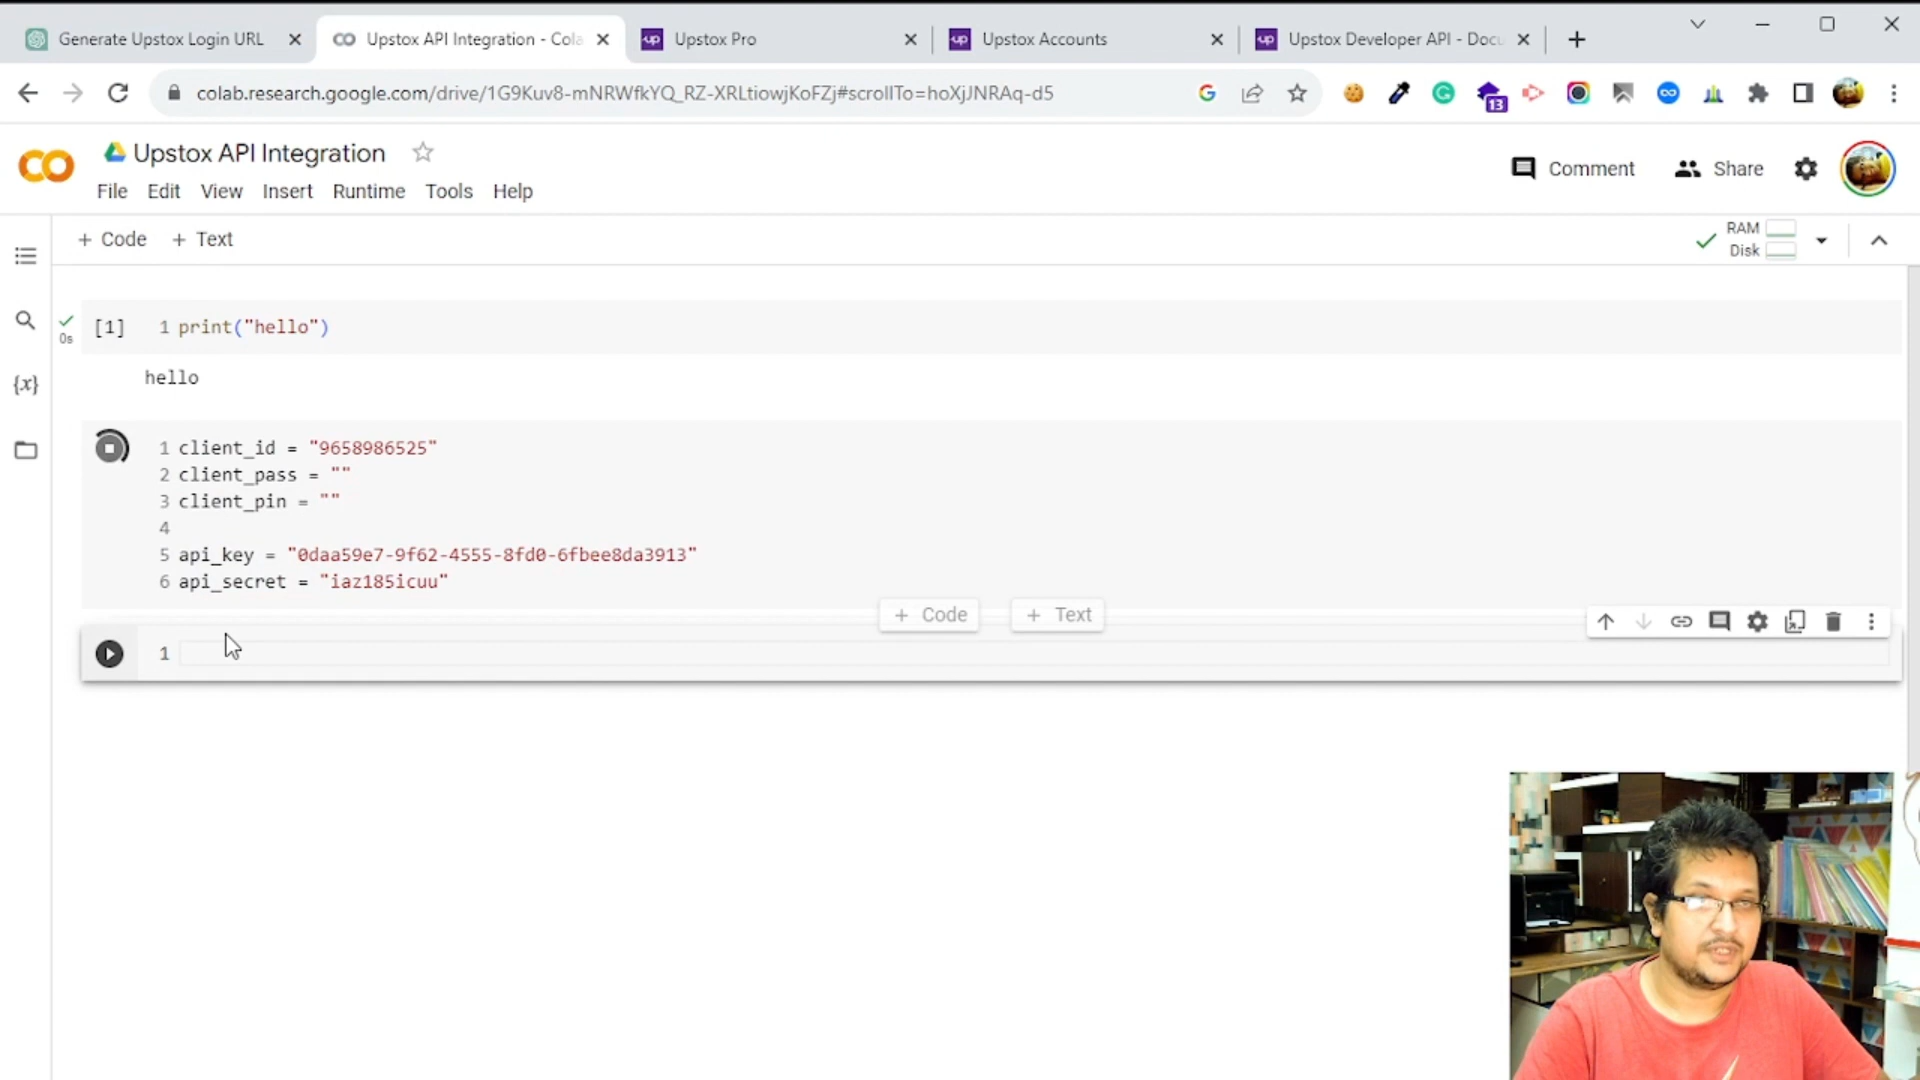 Generate Upstox Login URL
Upstox API Integration - Cola
Upstox Pro
Upstox Accounts
Upstox Developer API - Docu
colab.research.google.com/drive/1G9Kuv8-mNRWfkYQ_RZ-XRLtiowjKoFZj#scrollTo=hoXjJNRAq-d5
13
Upstox API Integration
File Edit View Insert Runtime Tools Help
Comment
Share
+ Code + Text
RAM
Disk
0s
[1]
1 print("hello")
hello
{x}
1 client_id = "9658986525"
2 client_pass = ""
3 client_pin = ""
4
5 api_key = "0daa59e7-9f62-4555-8fd0-6fbee8da3913"
6 api_secret = "iaz185icuu"
+ Code + Text
1